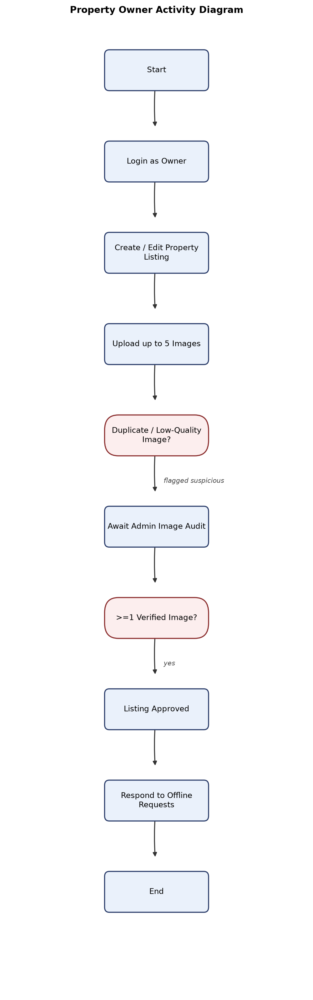 Property Owner Activity Diagram
Start
Login as Owner
Create / Edit Property
Listing
Upload up to 5 Images
Duplicate / Low-Quality
Image?
flagged suspicious
Await Admin Image Audit
>=1 Verified Image?
yes
Listing Approved
Respond to Offline
Requests
End